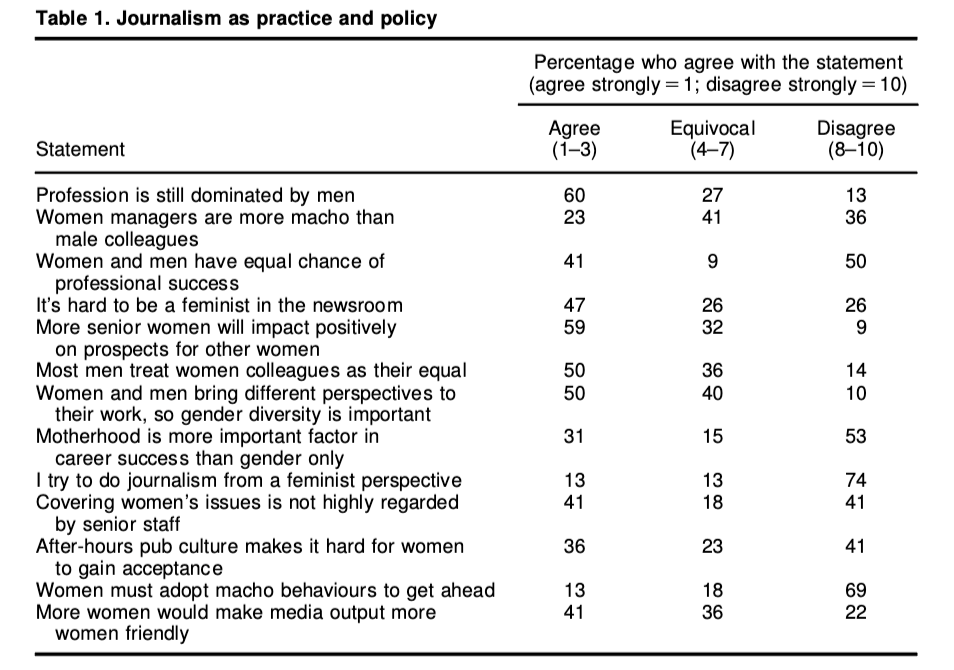 Table 1. Journalism as practice and policy
Percentage who agree with the statement
(agree strongly = 1; disagree strongly = 10)
Agree Equivocal Disagree
Statement (1–3) (4–7) (8–10)
Profession is still dominated by men 60 27 13
Women managers are more macho than 23 41 36
male colleagues
Women and men have equal chance of 41 9 50
professional success
It's hard to be a feminist in the newsroom 47 26 26
More senior women will impact positively 59 32 9
on prospects for other women
Most men treat women colleagues as their equal 50 36 14
Women and men bring different perspectives to 50 40 10
their work, so gender diversity is important
Motherhood is more important factor in 31 15 53
career success than gender only
I try to do journalism from a feminist perspective 13 13 74
Covering women's issues is not highly regarded 41 18 41
by senior staff
After-hours pub culture makes it hard for women 36 23 41
to gain acceptance
Women must adopt macho behaviours to get ahead 13 18 69
More women would make media output more 41 36 22
women friendly